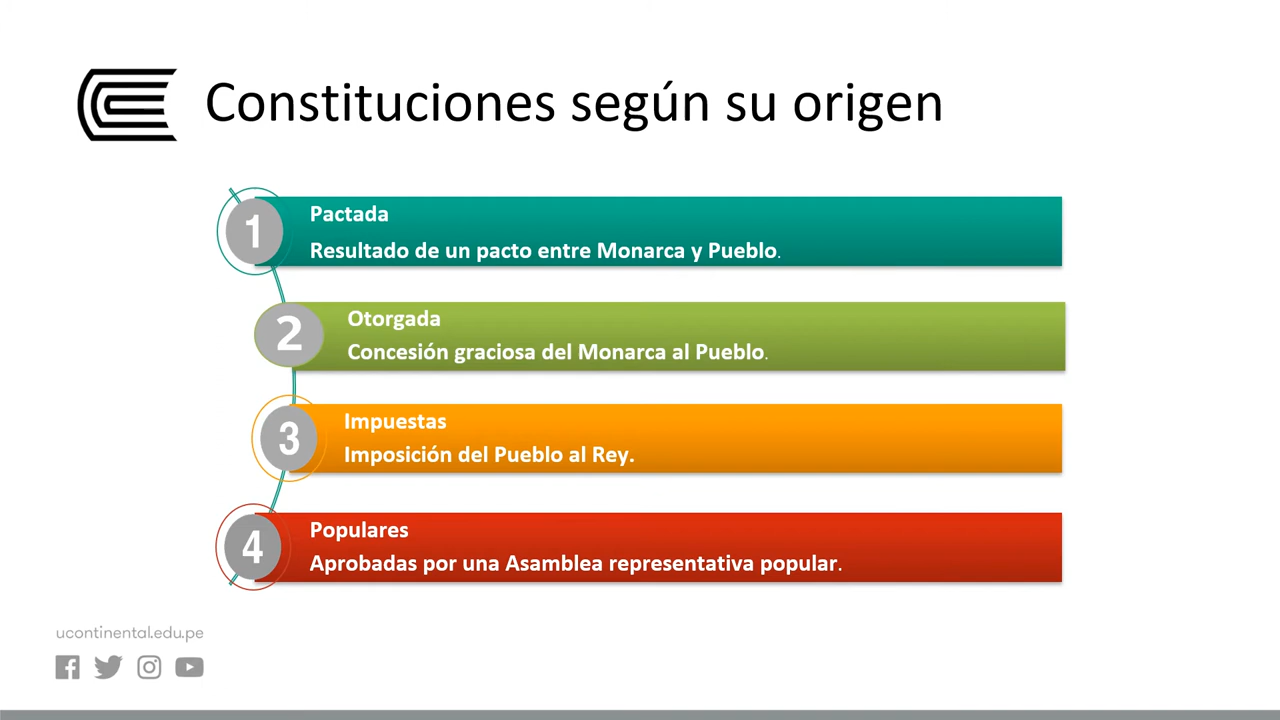 Constituciones según su origen
1
Pactada
Resultado de un pacto entre Monarca y Pueblo.
2
Otorgada
Concesión graciosa del Monarca al Pueblo.
3
Impuestas
Imposición del Pueblo al Rey.
4
Populares
Aprobadas por una Asamblea representativa popular.
ucontinental.edu.pe